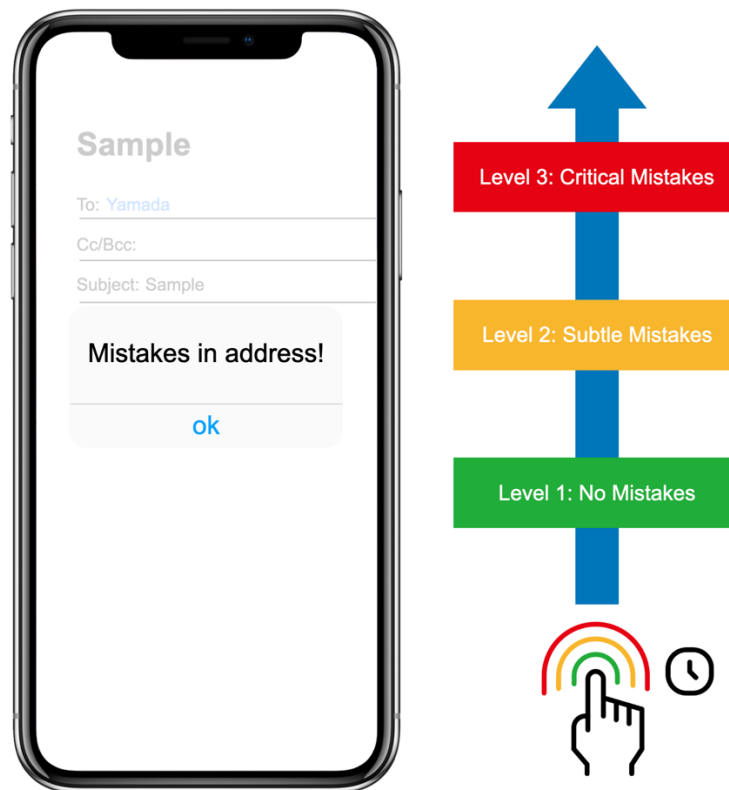 Sample
To: Yamada
Cc/Bcc:
Subject: Sample
Mistakes in address!
ok
Level 3: Critical Mistakes
Level 2: Subtle Mistakes
Level 1: No Mistakes